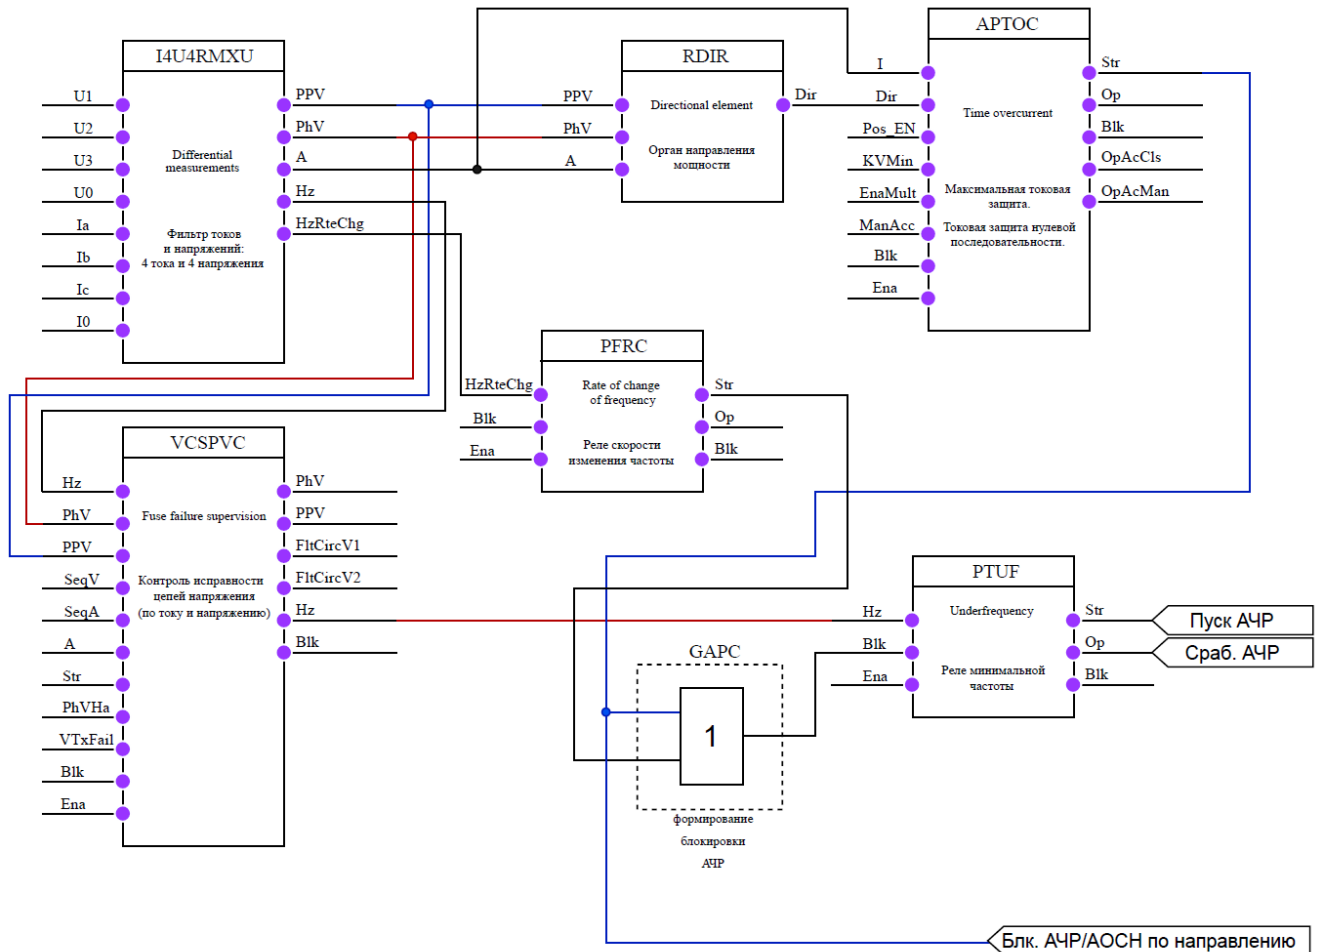 I4U4RMXU
U1
U2
U3
U0
Ia
Ib
Ic
I0
Differential
measurements
Фильтр токов
и напряжений:
4 тока и 4 напряжения
PPV
PhV
A
Hz
HzRteChg
RDIR
PPV
PhV
A
Directional element
Орган направления
мощности
Dir
APTOC
I
Dir
Pos_EN
KVMin
EnaMult
ManAcc
Blk
Ena
Time overcurrent
Максимальная токовая
защита.
Токовая защита нулевой
последовательности.
Str
Op
Blk
OpAcCls
OpAcMan
PFRC
HzRteChg
Blk
Ena
Rate of change
of frequency
Реле скорости
изменения частоты
Str
Op
Blk
VCSPVC
Hz
PhV
PPV
SeqV
SeqA
A
Str
PhVHa
VTxFail
Blk
Ena
Fuse failure supervision
Контроль исправности
цепей напряжения
(по току и напряжению)
PhV
PPV
FltCircV1
FltCircV2
Hz
Blk
GAPC
1
формирование
блокировки
АЧР
PTUF
Hz
Blk
Ena
Underfrequency
Реле минимальной
частоты
Str
Op
Blk
Пуск АЧР
Сраб. АЧР
Блк. АЧР/АОСН по направлению